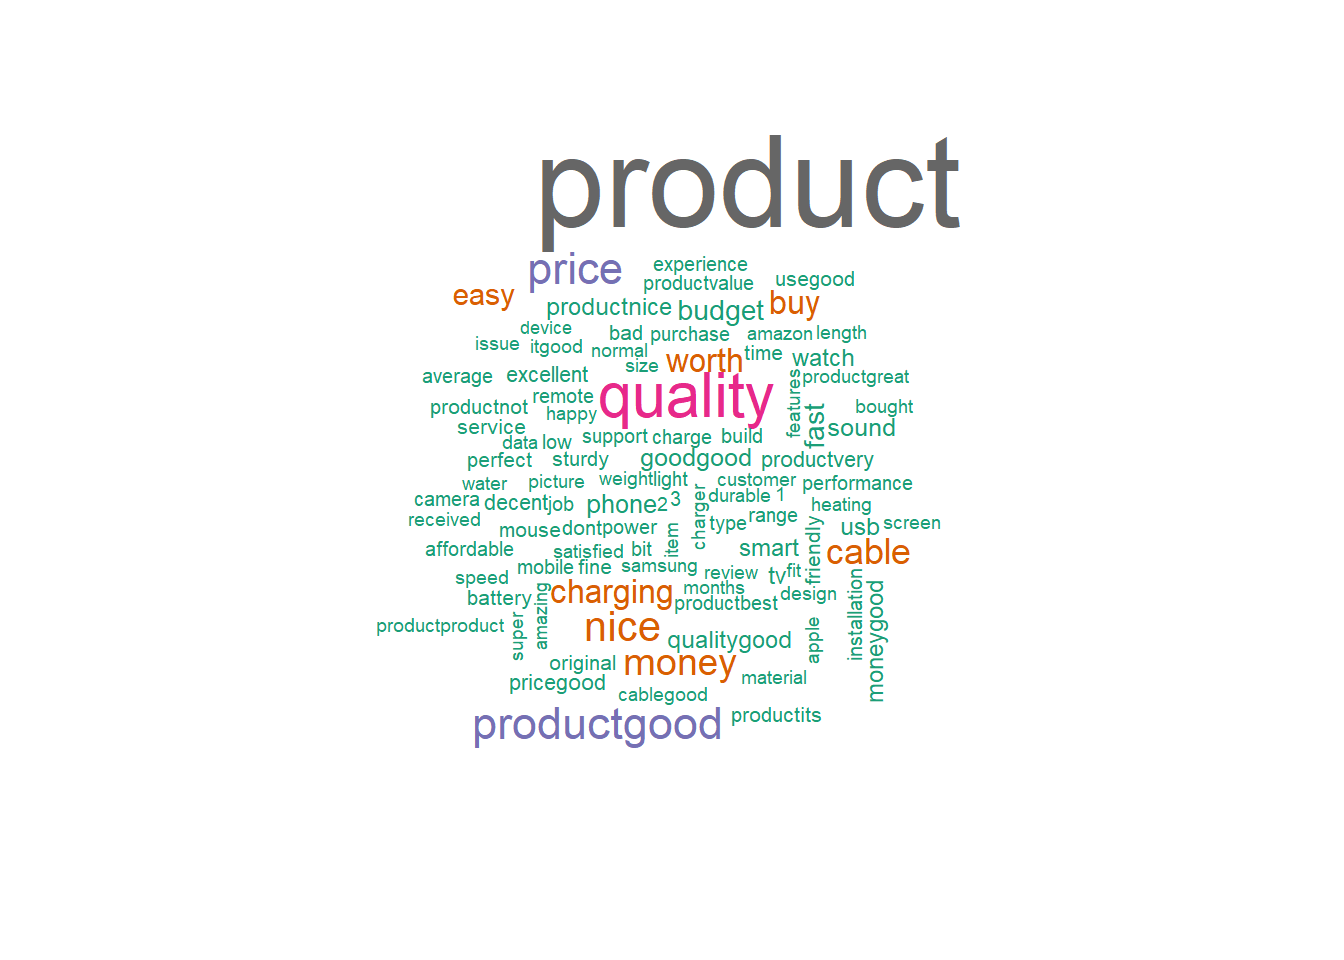 product
price
experience
productvalue
usegood
easy
productnice
budget
buy
device
bad
purchase
amazon
length
issue
itgood
normal
size
worth
time
watch
average
excellent
quality
features
productgreat
remote
productnot
happy
fast
bought
service
sound
data
low
support
charge
build
perfect
sturdy
goodgood
productvery
water
picture
weightlight
customer
performance
camera
decent
job
phone
2
3
charger
durable
1
heating
received
mouse
dont
power
item
type
range
friendly
usb
screen
affordable
satisfied
bit
smart
cable
mobile
fine
samsung
review
tv
fit
speed
battery
amazing
charging
months
productbest
design
installation
moneygood
productproduct
super
nice
qualitygood
apple
original
money
material
pricegood
cablegood
productgood
productits